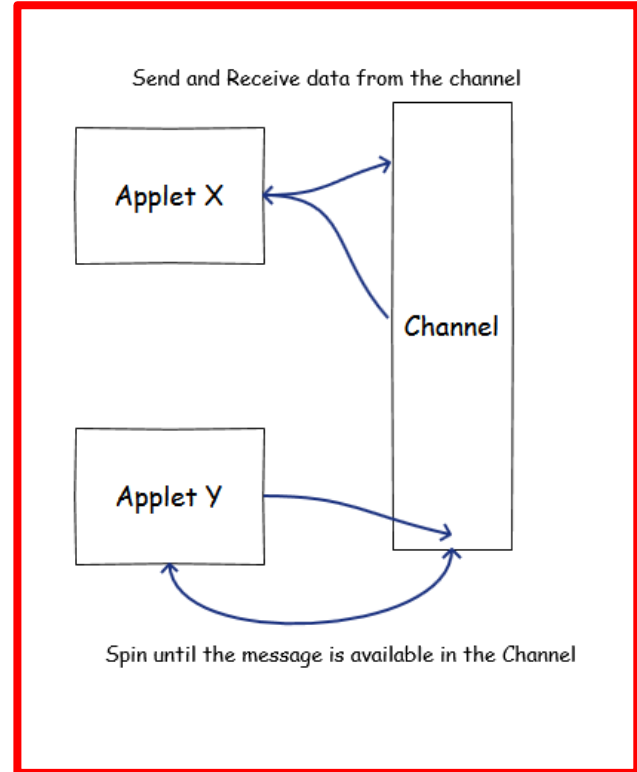 Send and Receive data from the channel
Applet X
Channel
Applet Y
Spin until the message is available in the Channel